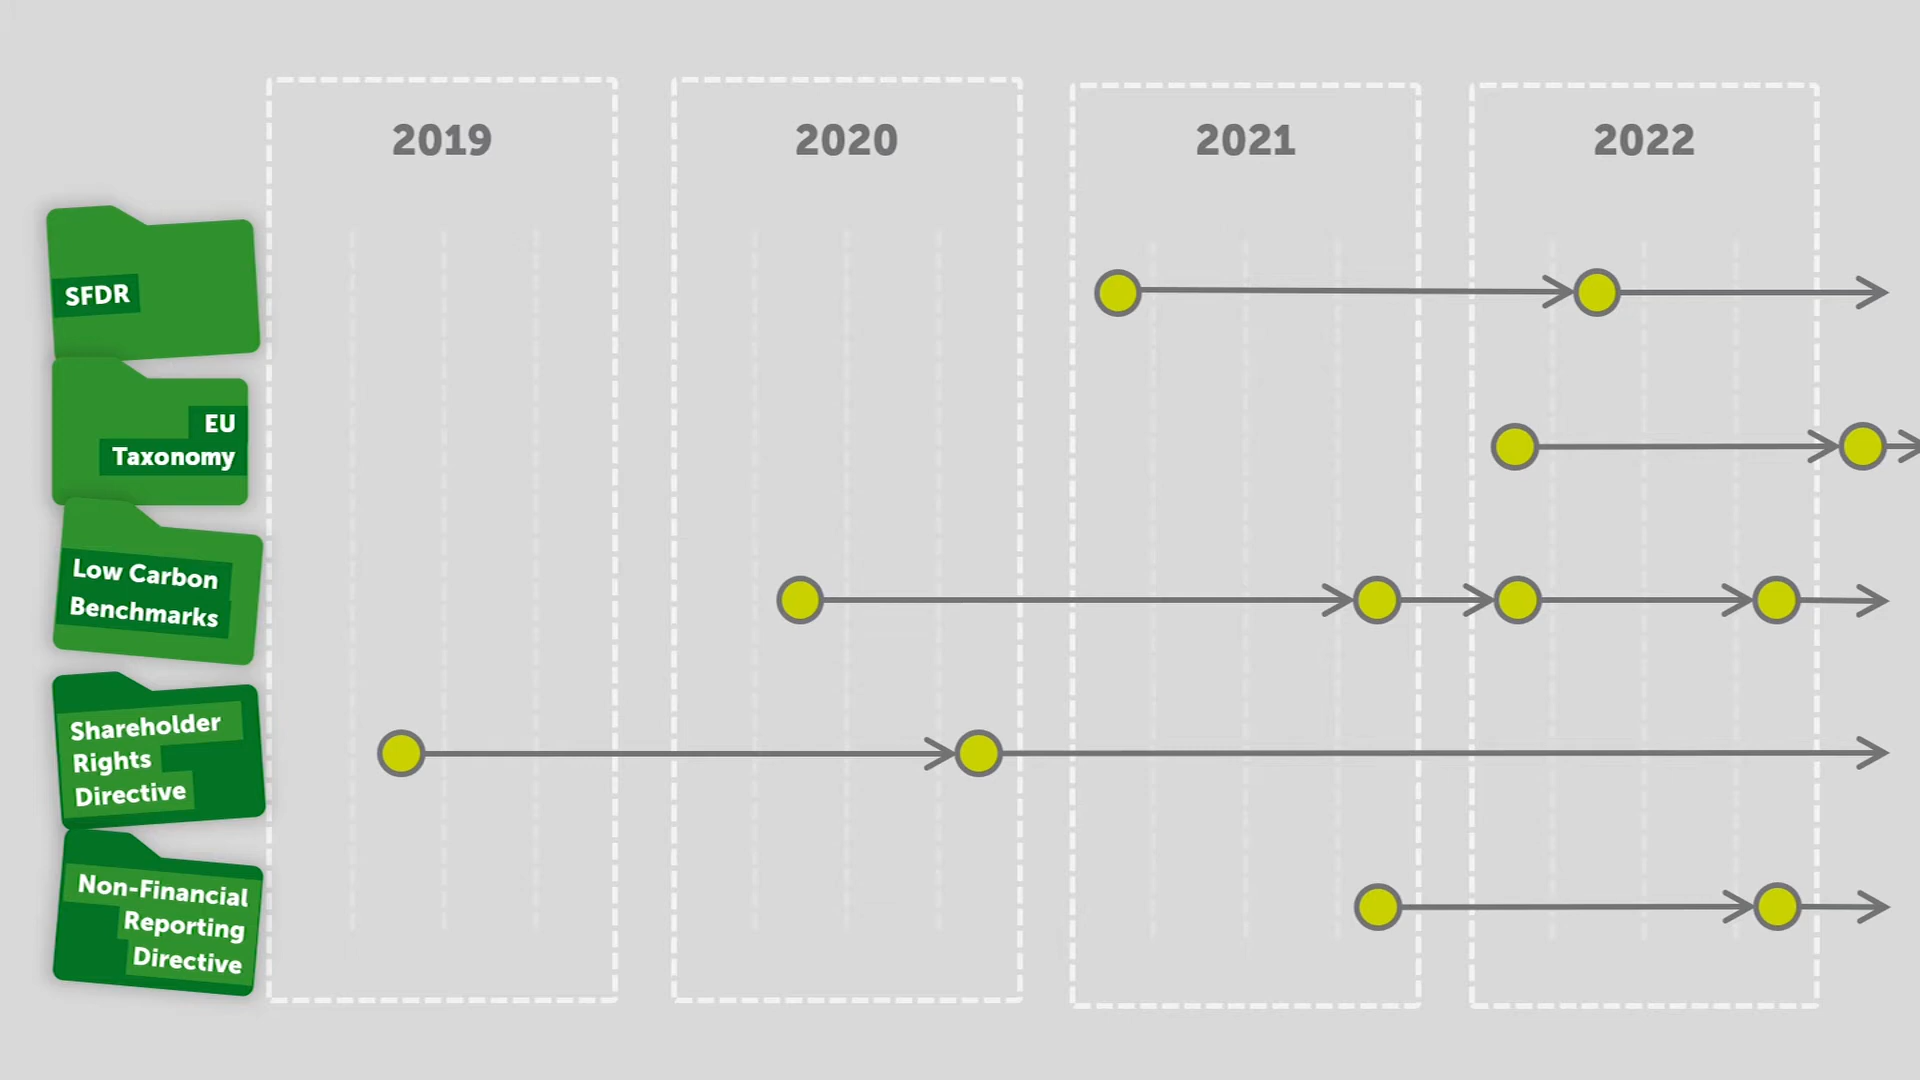 2019
2020
2021
2022
SFDR
EU
Taxonomy
Low Carbon
Benchmarks
Shareholder
Rights
Directive
Non-Financial
Reporting
Directive